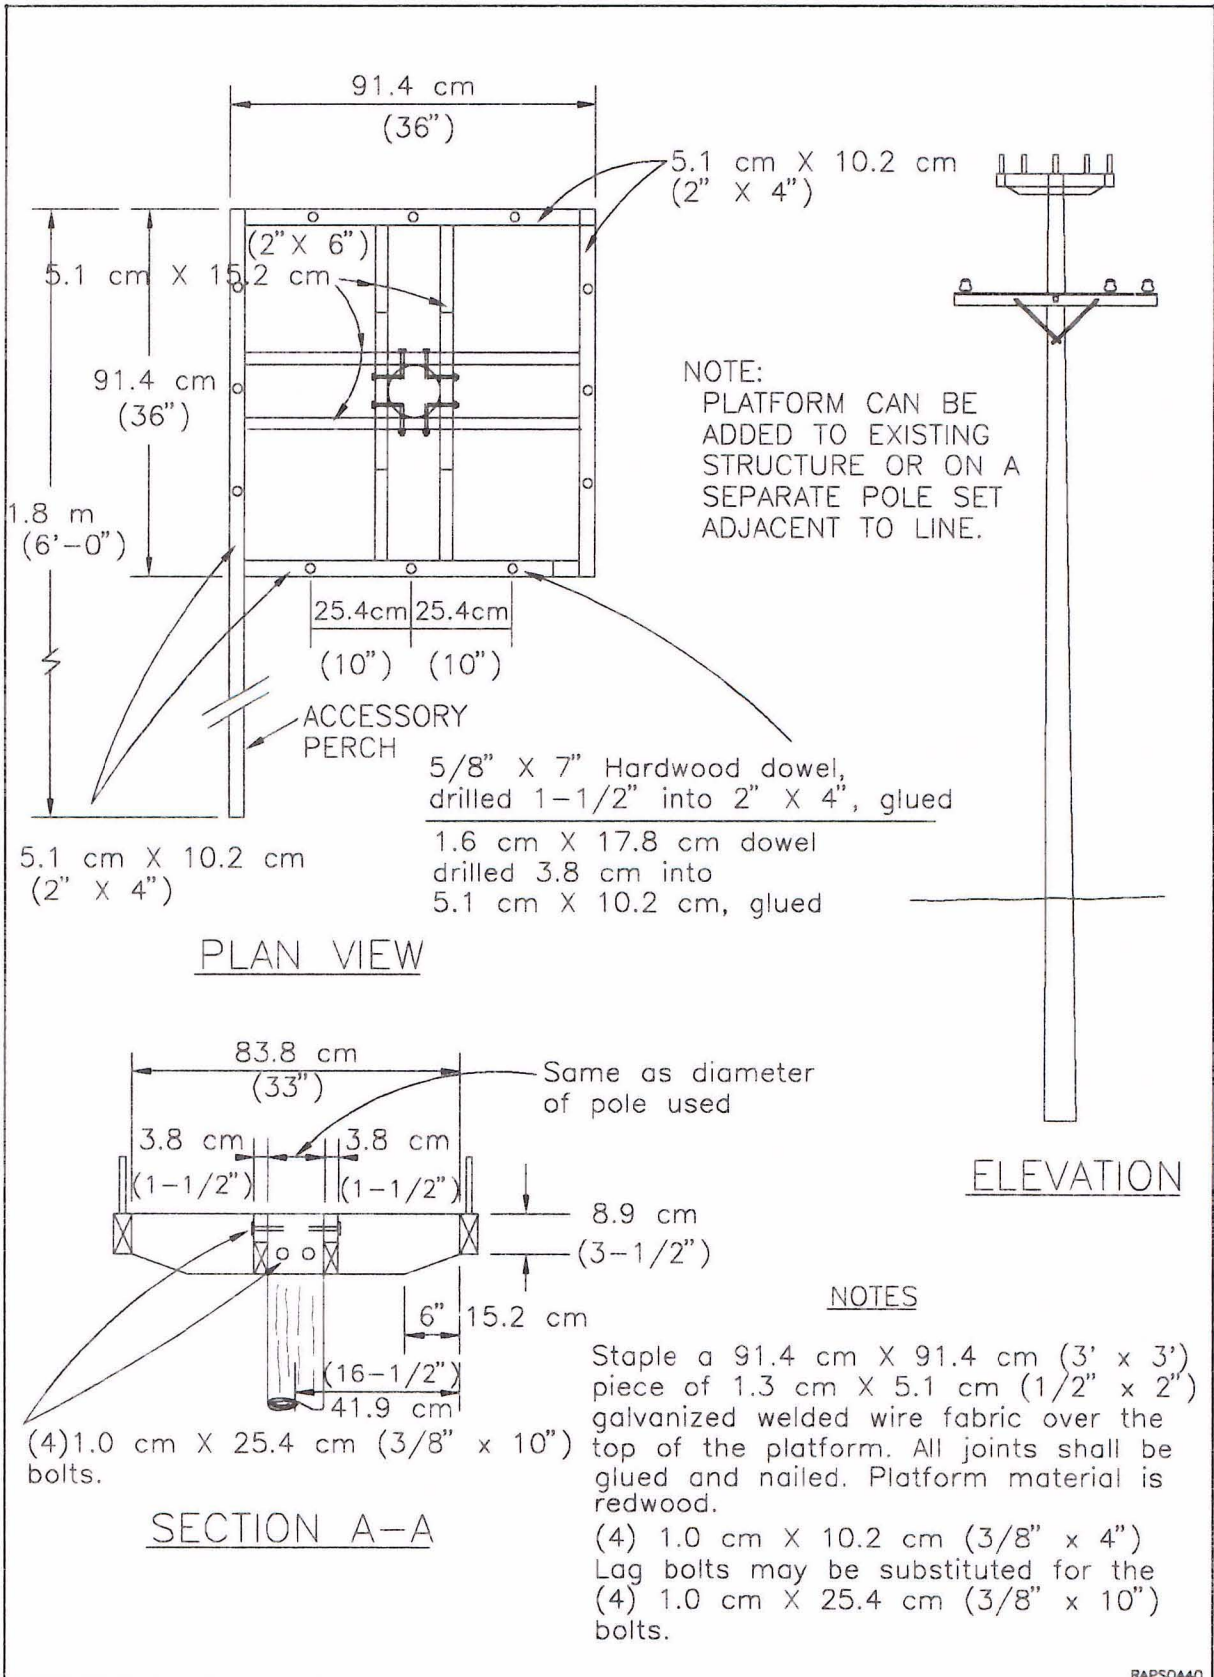 91.4 cm
(36")
5.1 cm X 10.2 cm
(2" X 4")
(2" X 6")
5.1 cm X 15.2 cm
91.4 cm
(36")
1.8 m
(6'-0")
NOTE:
PLATFORM CAN BE
ADDED TO EXISTING
STRUCTURE OR ON A
SEPARATE POLE SET
ADJACENT TO LINE.
25.4cm 25.4cm
(10") (10")
ACCESSORY
PERCH
5/8" X 7" Hardwood dowel,
drilled 1-1/2" into 2" X 4", glued
1.6 cm X 17.8 cm dowel
drilled 3.8 cm into
5.1 cm X 10.2 cm, glued
5.1 cm X 10.2 cm
(2" X 4")
PLAN VIEW
83.8 cm
(33")
Same as diameter
of pole used
3.8 cm 3.8 cm
(1-1/2") (1-1/2")
ELEVATION
8.9 cm
(3-1/2")
6" 15.2 cm
(16-1/2")
41.9 cm
(4)1.0 cm X 25.4 cm (3/8" x 10")
bolts.
SECTION A-A
NOTES
Staple a 91.4 cm X 91.4 cm (3' x 3')
piece of 1.3 cm X 5.1 cm (1/2" x 2")
galvanized welded wire fabric over the
top of the platform. All joints shall be
glued and nailed. Platform material is
redwood.
(4) 1.0 cm X 10.2 cm (3/8" x 4")
Lag bolts may be substituted for the
(4) 1.0 cm X 25.4 cm (3/8" x 10")
bolts.
RAPSOA40